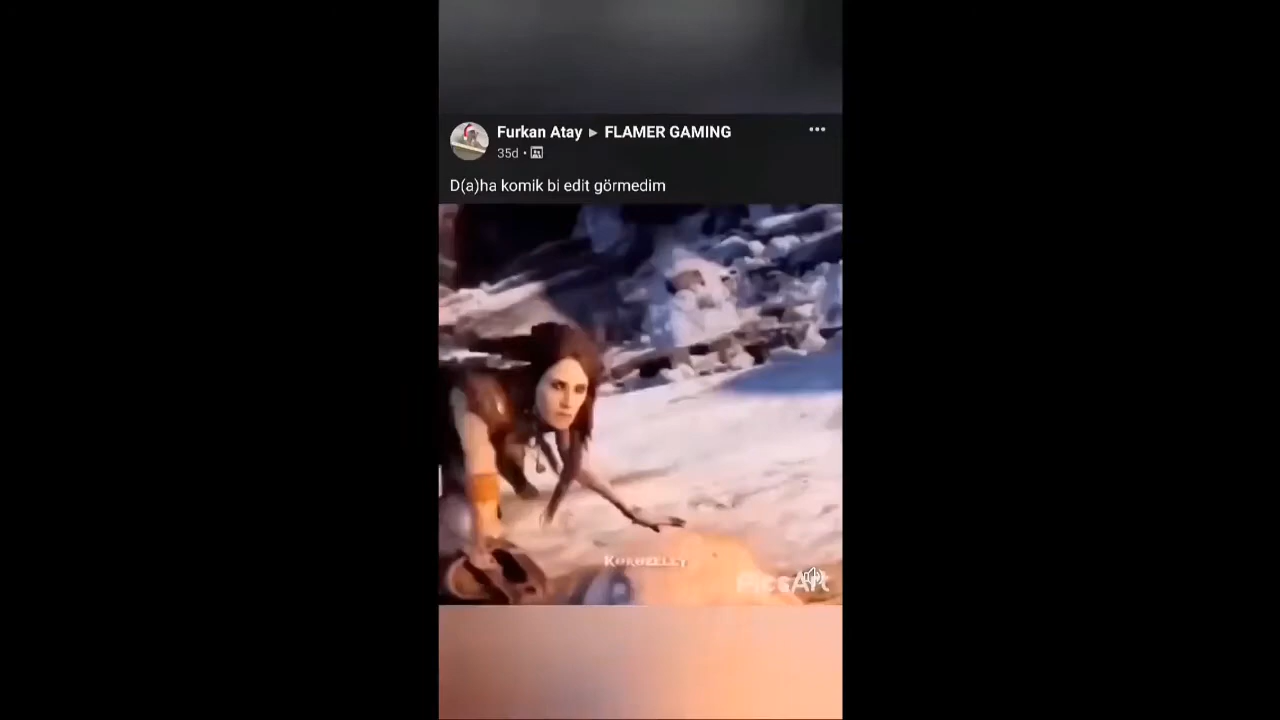 Furkan Atay ▸ FLAMER GAMING
35d •
D(a)ha komik bi edit görmedim
PicsArt